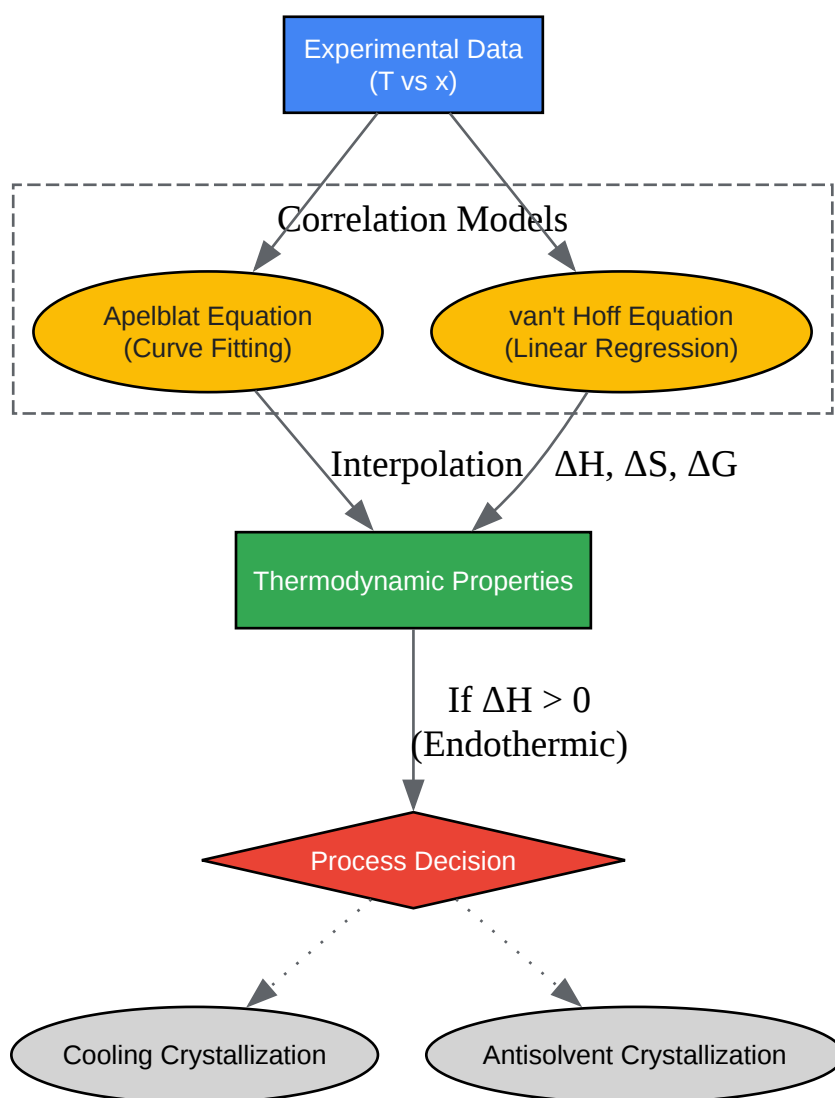 Experimental Data
(T vs x)
Correlation Models
Apelblat Equation
(Curve Fitting)
van't Hoff Equation
(Linear Regression)
Interpolation
ΔH, ΔS, ΔG
Thermodynamic Properties
If ΔH > 0
(Endothermic)
Process Decision
Cooling Crystallization
Antisolvent Crystallization